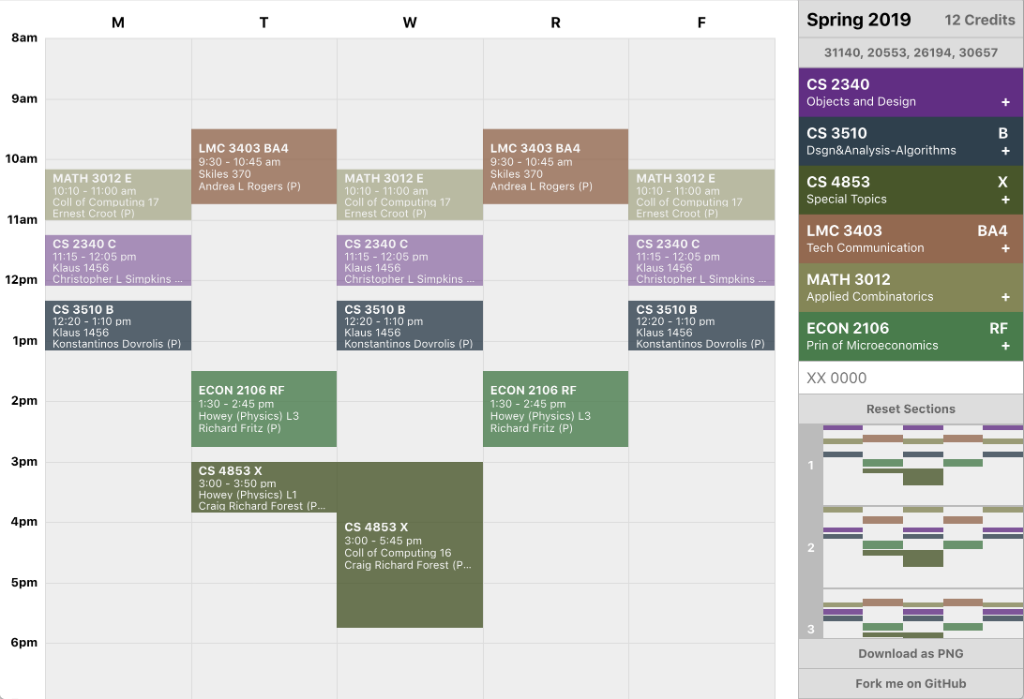 M T W R F
8am
9am
10am
11am
12pm
1pm
2pm
3pm
4pm
5pm
6pm
MATH 3012 E
10:10 - 11:00 am
Coll of Computing 17
Ernest Croot (P)
CS 2340 C
11:15 - 12:05 pm
Klaus 1456
Christopher L Simpkins ...
CS 3510 B
12:20 - 1:10 pm
Klaus 1456
Konstantinos Dovrolis (P)
LMC 3403 BA4
9:30 - 10:45 am
Skiles 370
Andrea L Rogers (P)
ECON 2106 RF
1:30 - 2:45 pm
Howey (Physics) L3
Richard Fritz (P)
CS 4853 X
3:00 - 3:50 pm
Howey (Physics) L1
Craig Richard Forest (P...
MATH 3012 E
10:10 - 11:00 am
Coll of Computing 17
Ernest Croot (P)
CS 2340 C
11:15 - 12:05 pm
Klaus 1456
Christopher L Simpkins ...
CS 3510 B
12:20 - 1:10 pm
Klaus 1456
Konstantinos Dovrolis (P)
CS 4853 X
3:00 - 5:45 pm
Coll of Computing 16
Craig Richard Forest (P...
LMC 3403 BA4
9:30 - 10:45 am
Skiles 370
Andrea L Rogers (P)
ECON 2106 RF
1:30 - 2:45 pm
Howey (Physics) L3
Richard Fritz (P)
MATH 3012 E
10:10 - 11:00 am
Coll of Computing 17
Ernest Croot (P)
CS 2340 C
11:15 - 12:05 pm
Klaus 1456
Christopher L Simpkins ...
CS 3510 B
12:20 - 1:10 pm
Klaus 1456
Konstantinos Dovrolis (P)
Spring 2019 12 Credits
31140, 20553, 26194, 30657
CS 2340
Objects and Design +
CS 3510 B
Dsgn&Analysis-Algorithms +
CS 4853 X
Special Topics +
LMC 3403 BA4
Tech Communication +
MATH 3012
Applied Combinatorics +
ECON 2106 RF
Prin of Microeconomics +
XX 0000
Reset Sections
1
2
3
Download as PNG
Fork me on GitHub